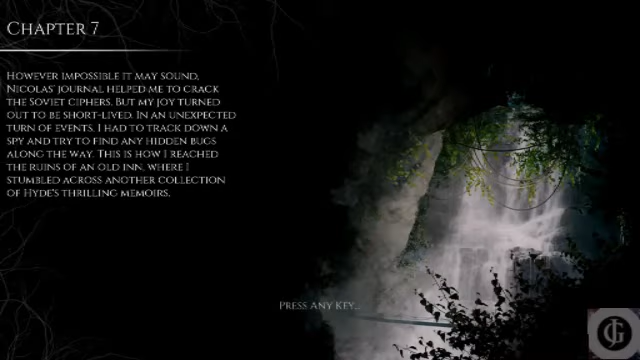 Chapter 7
However impossible it may sound,
Nicolas' journal helped me to crack
the Soviet ciphers. But my joy turned
out to be short-lived. In an unexpected
turn of events, I had to track down a
spy and try to find any hidden bugs
along the way. This is how I reached
the ruins of an old inn, where I
stumbled across another collection
of Hyde's thrilling memoirs.
Press any key...